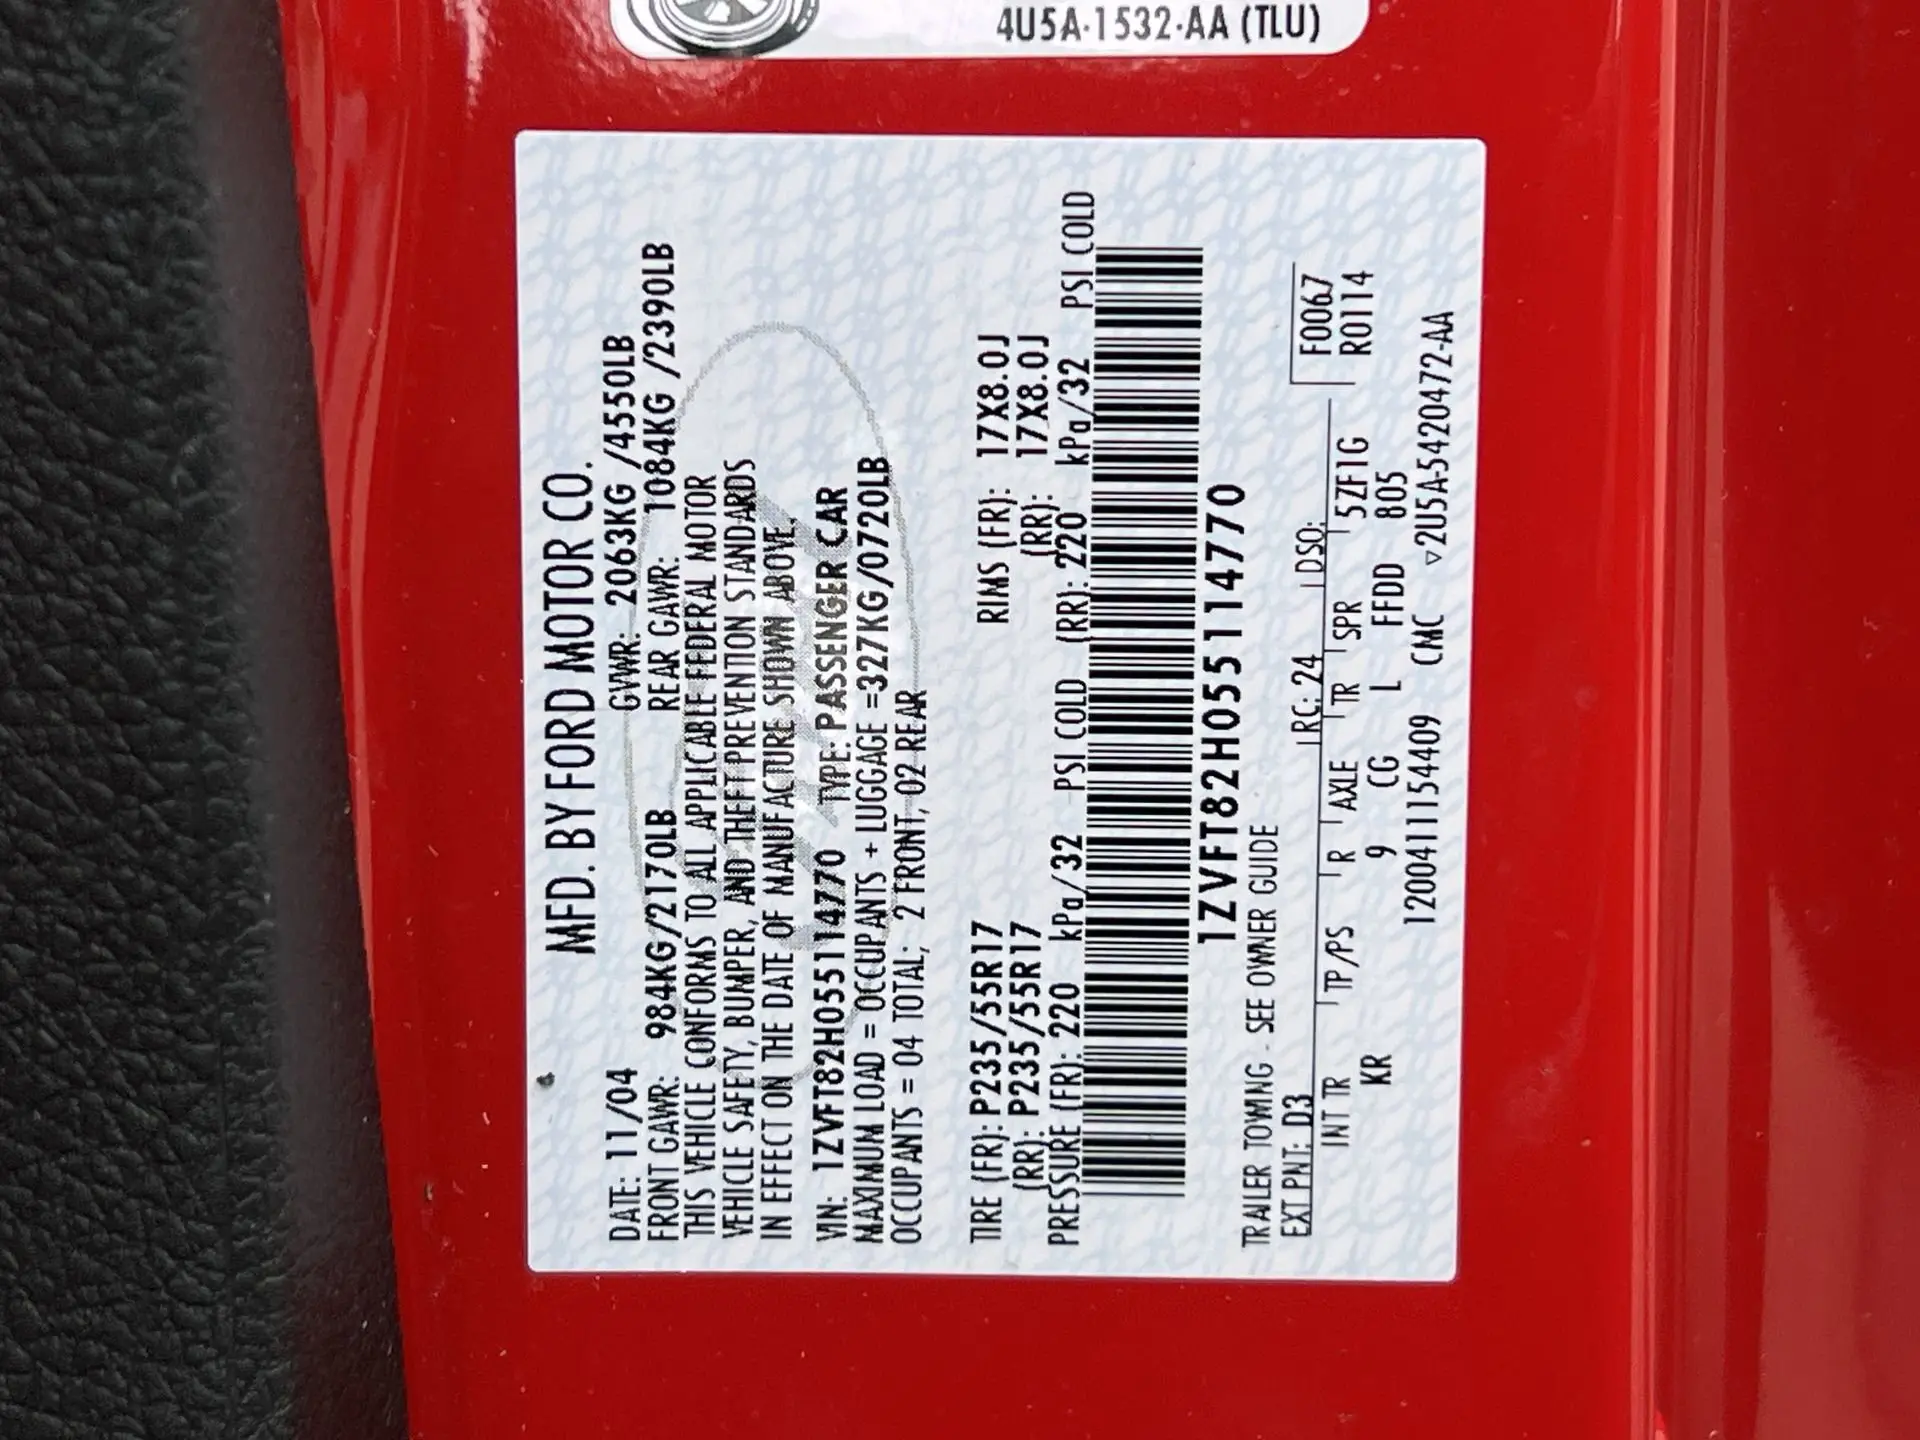 4U5A-1532-AA (TLU)
MFD. BY FORD MOTOR CO.
DATE: 11/04 GVWR: 2063KG /4550LB
FRONT GAWR: 984KG/2170LB REAR GAWR: 1084KG /2390LB
THIS VEHICLE CONFORMS TO ALL APPLICABLE FEDERAL MOTOR
VEHICLE SAFETY, BUMPER, AND THEFT PREVENTION STANDARDS
IN EFFECT ON THE DATE OF MANUFACTURE SHOWN ABOVE.
VIN: 1ZVFT82H055114770 TYPE: PASSENGER CAR
MAXIMUM LOAD = OCCUPANTS + LUGGAGE =327KG/0720LB
OCCUPANTS = 04 TOTAL; 2 FRONT, 02 REAR
TIRE (FR): P235/55R17 RIMS (FR): 17X8.0J
(RR): P235/55R17 (RR): 17X8.0J
PRESSURE (FR): 220 kPa/32 PSI COLD (RR): 220 kPa/32 PSI COLD
1ZVFT82H055114770
TRAILER TOWING - SEE OWNER GUIDE
EXT PNT: D3 RC: 24 DSO: F0067
INT TR TP/PS R AXLE TR SPR 5ZF1G R0114
KR 9 CG L FFDD 805
1200411154409 CMC ▽2U5A-5420472-AA